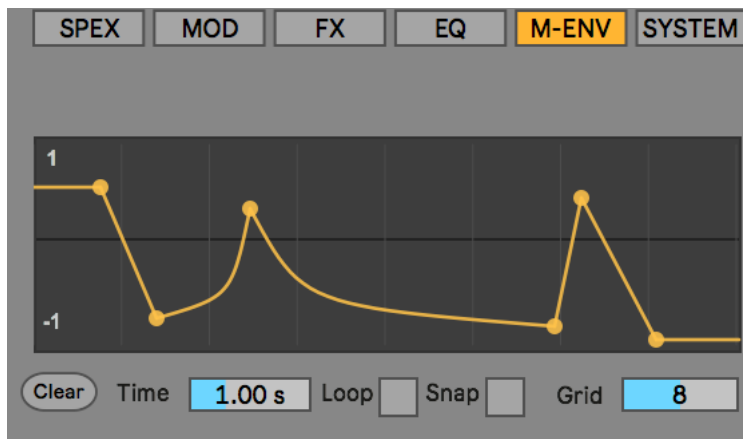 SPEX MOD FX EQ M-ENV SYSTEM
1
-1
Clear Time 1.00 s Loop Snap Grid 8